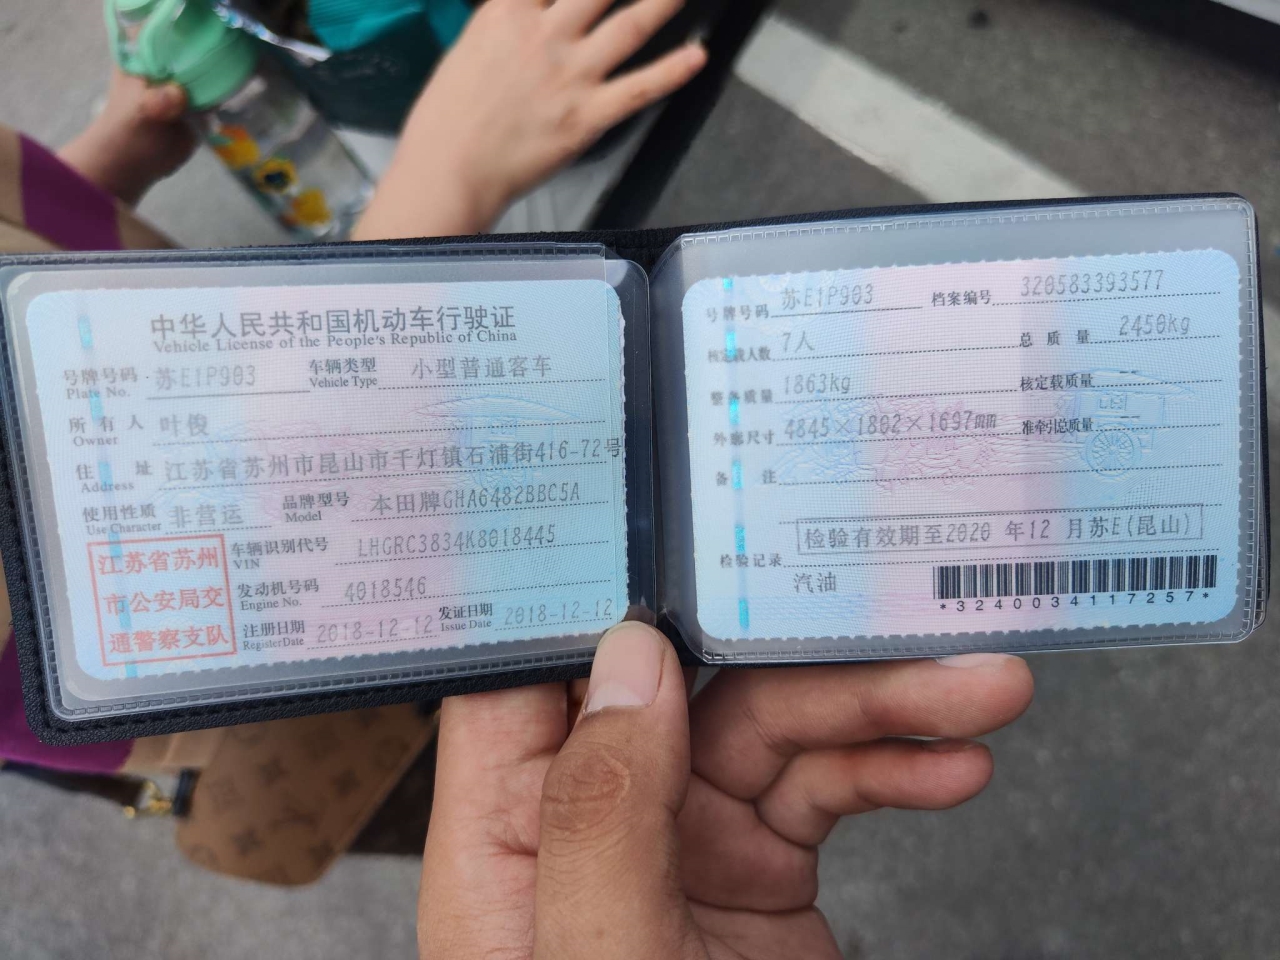 中华人民共和国机动车行驶证
Vehicle License of the People's Republic of China
号牌号码 苏E1P903 车辆类型 小型普通客车
Plate No. Vehicle Type
所有人 叶俊
Owner
住址 江苏省苏州市昆山市千灯镇石浦街416-72号
Address
使用性质 非营运 品牌型号 本田牌GHA6482BBC5A
Use Character Model
车辆识别代号 LHGRC3834K8018445
VIN
发动机号码 4018546
Engine No.
注册日期 2018-12-12 发证日期 2018-12-12
Register Date Issue Date
江苏省苏州
市公安局交
通警察支队
号牌号码 苏E1P903 档案编号 320583393577
核定载人数 7人 总质量 2450kg
整备质量 1863kg 核定载质量 --
外廓尺寸 4845×1802×1697mm 准牵引总质量 --
备注
检验有效期至2020 年12 月苏E(昆山)
检验记录
汽油
*3240034117257*